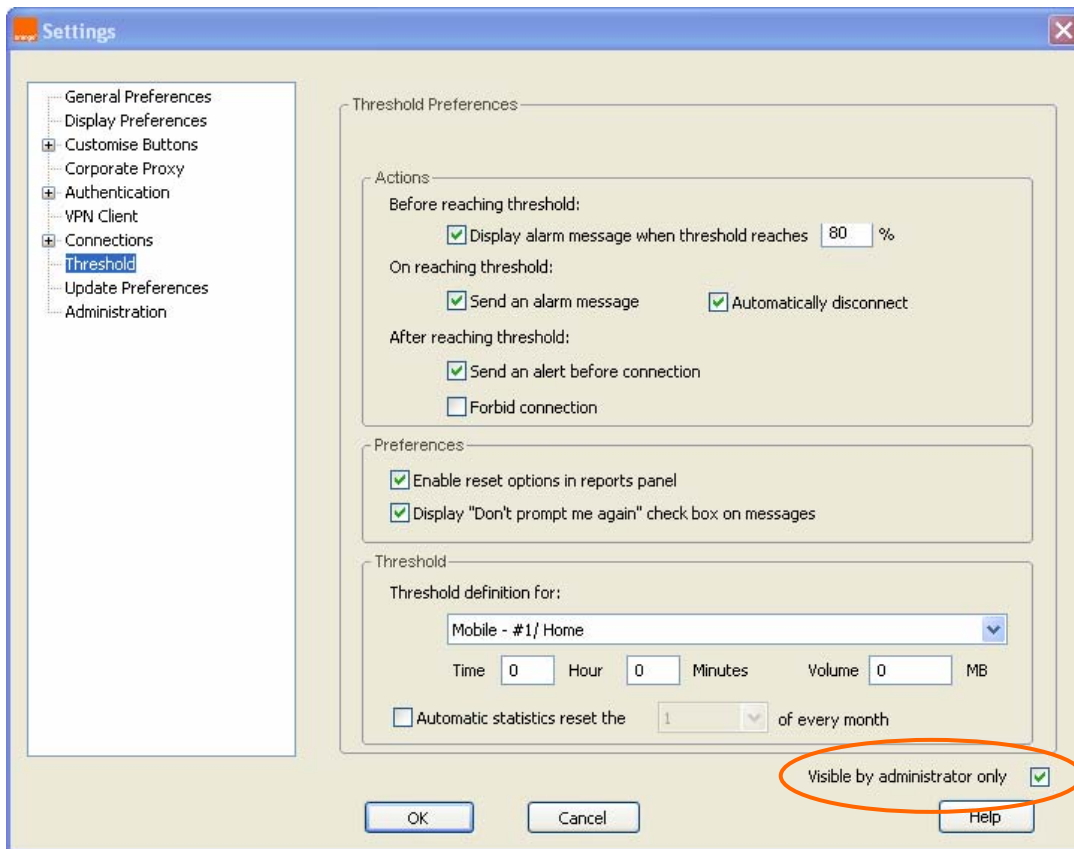 Settings
General Preferences
Display Preferences
Customise Buttons
Corporate Proxy
Authentication
VPN Client
Connections
Threshold
Update Preferences
Administration
Threshold Preferences
Actions
Before reaching threshold:
Display alarm message when threshold reaches 80 %
On reaching threshold:
Send an alarm message Automatically disconnect
After reaching threshold:
Send an alert before connection
Forbid connection
Preferences
Enable reset options in reports panel
Display "Don't prompt me again" check box on messages
Threshold
Threshold definition for:
Mobile - #1/ Home
Time 0 Hour 0 Minutes Volume 0 MB
Automatic statistics reset the 1 of every month
Visible by administrator only
OK Cancel Help